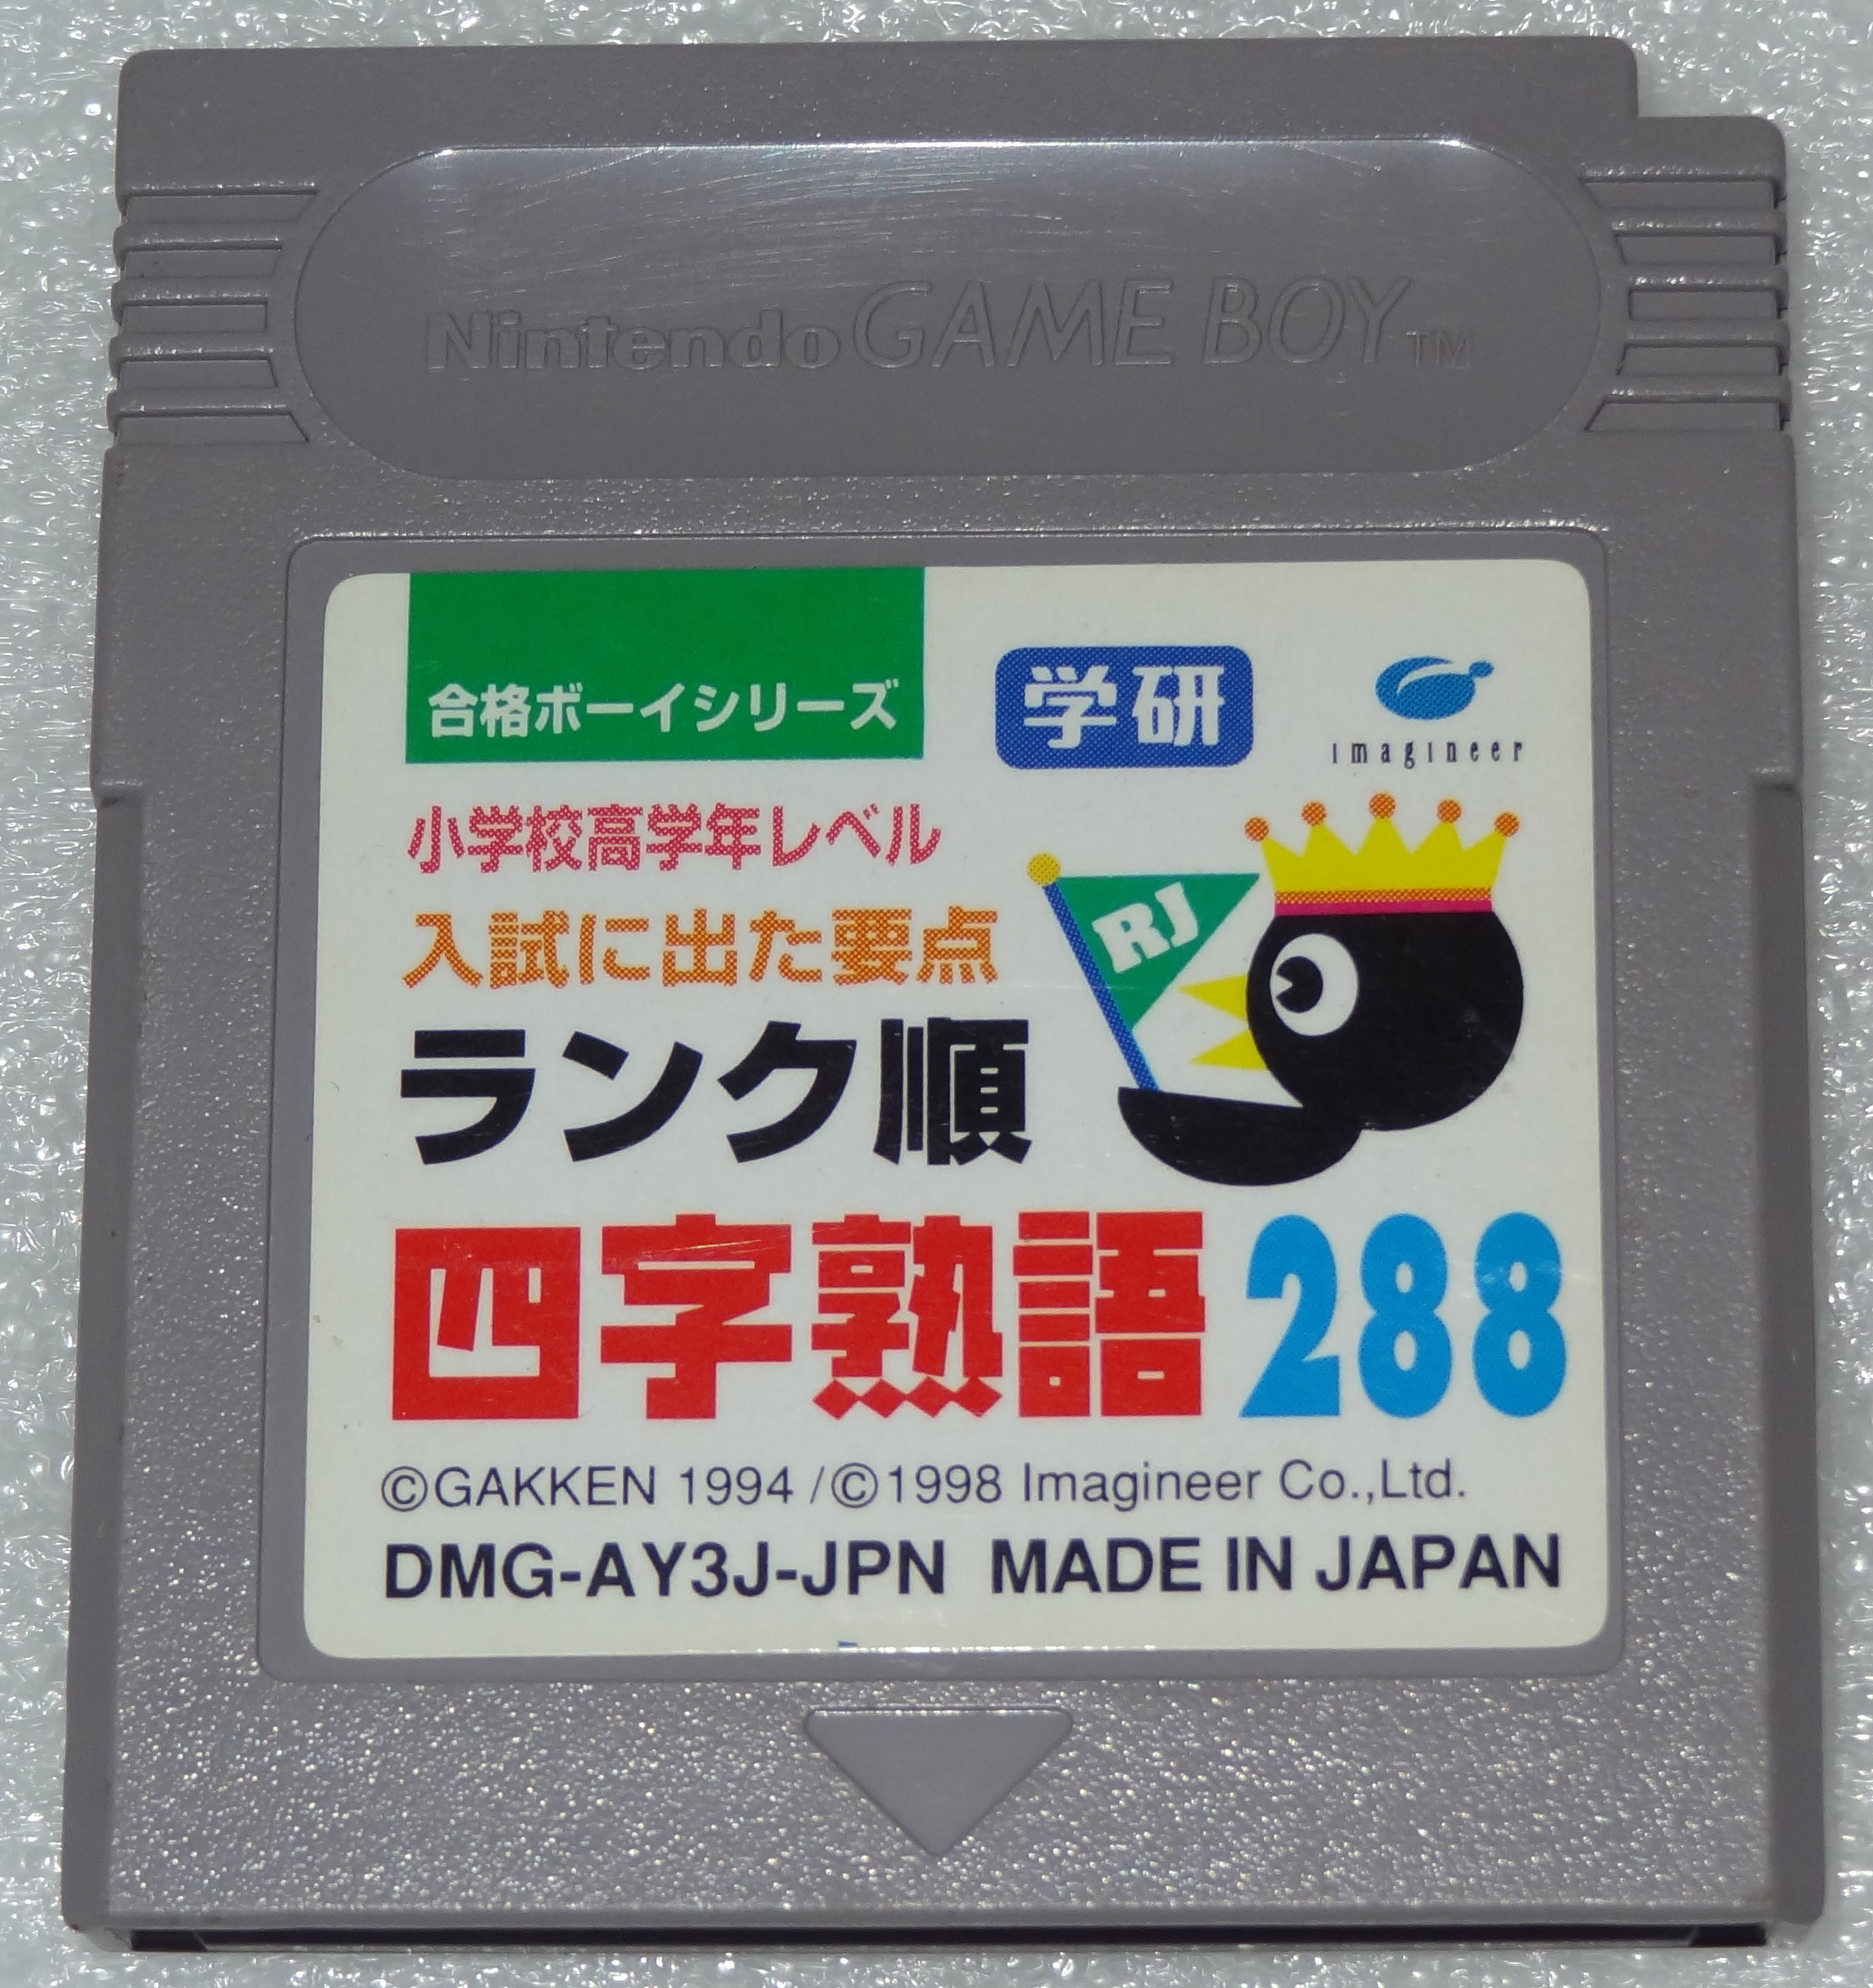 Nintendo GAME BOY TM
合格ボーイシリーズ
学研
imagineer
小学校高学年レベル
入試に出た要点
RJ
ランク順
四字熟語 288
©GAKKEN 1994 /©1998 Imagineer Co.,Ltd.
DMG-AY3J-JPN MADE IN JAPAN